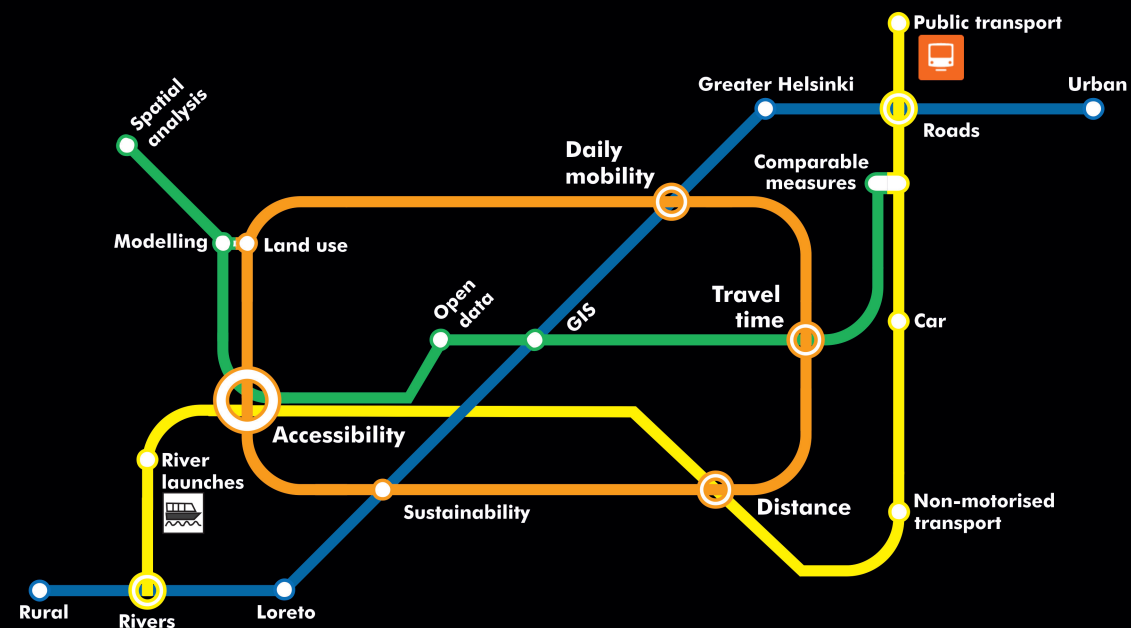 Public transport
Greater Helsinki
Urban
Spatial
analysis
Roads
Daily
mobility
Comparable
measures
Modelling
Land use
Open
data
GIS
Travel
time
Car
Accessibility
River
launches
Sustainability
Distance
Non-motorised
transport
Rural
Rivers
Loreto